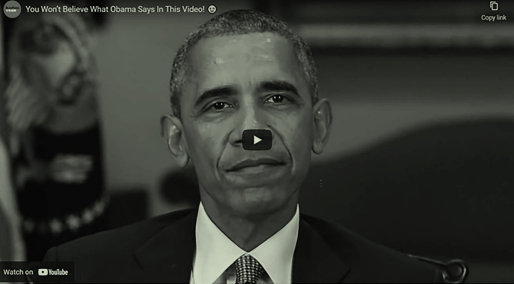 You Won't Believe What Obama Says In This Video! 😉
Copy link
Watch on YouTube